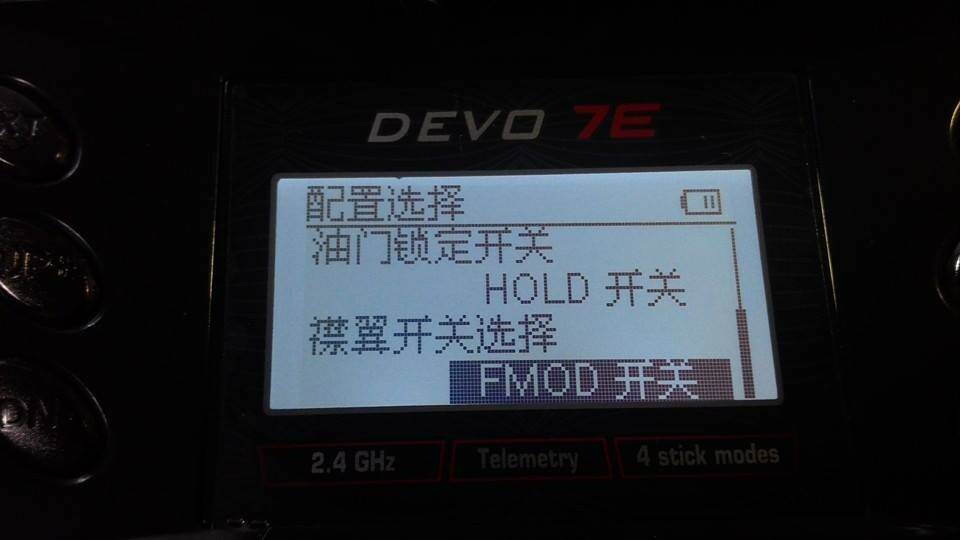 DEVO 7E
配置选择
油门锁定开关
HOLD 开关
襟翼开关选择
FMOD 开关
2.4 GHz Telemetry 4 stick modes